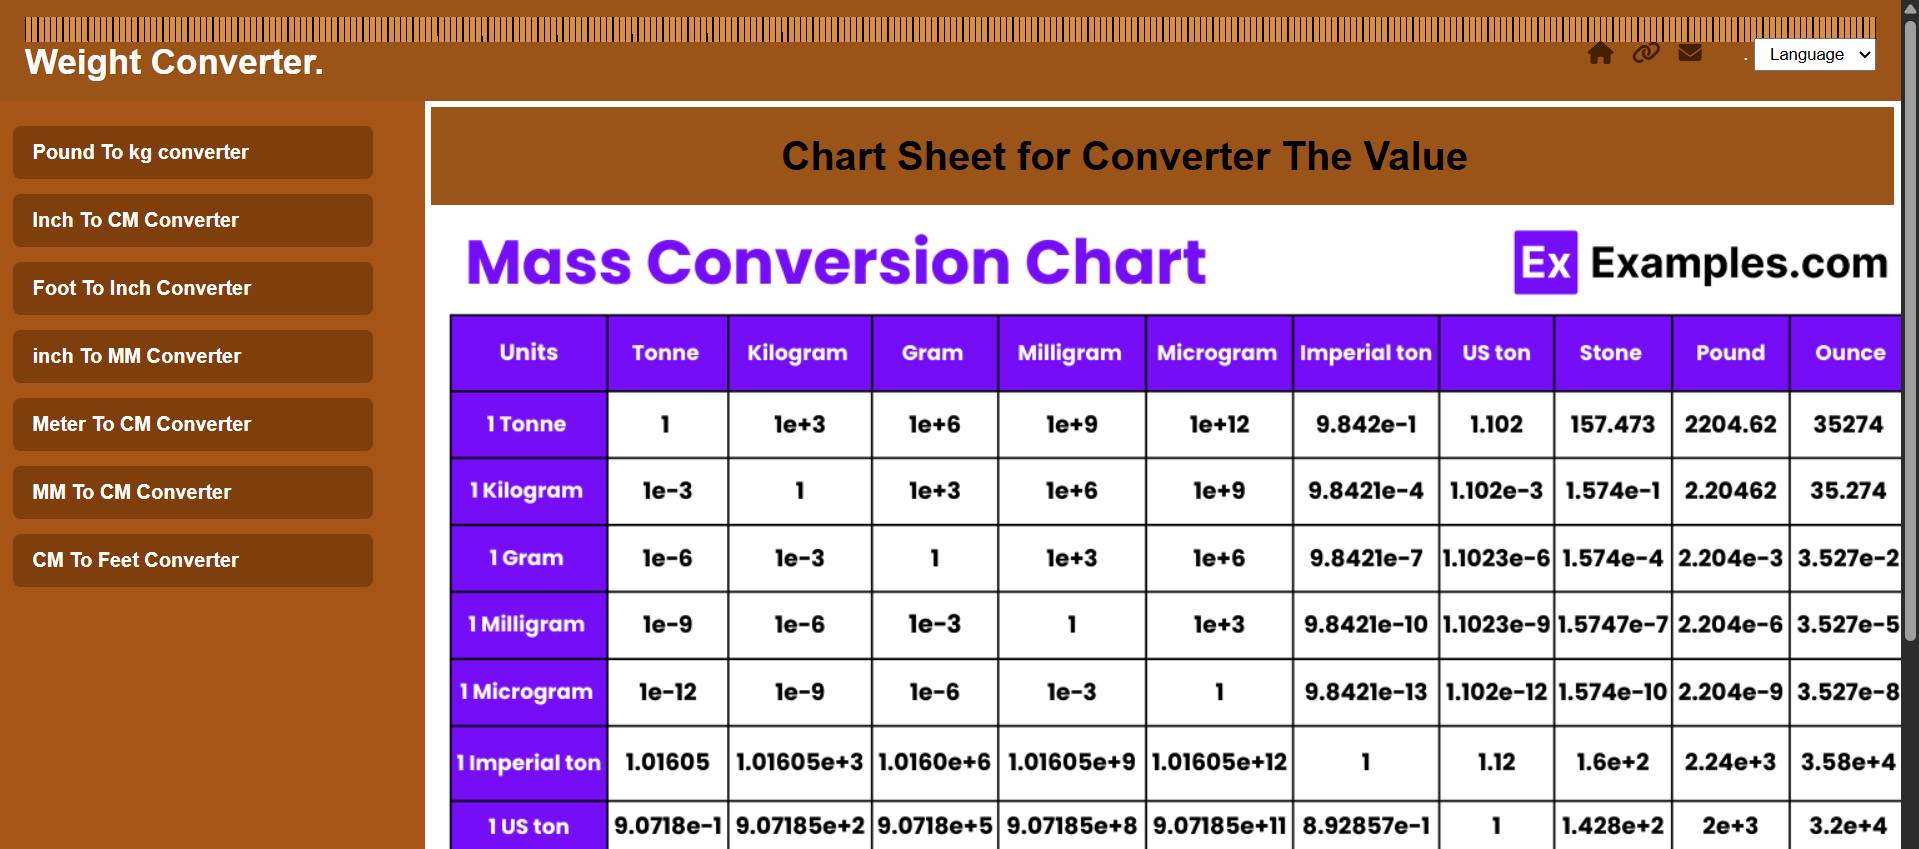 Weight Converter.
. Language
Pound To kg converter
Inch To CM Converter
Foot To Inch Converter
inch To MM Converter
Meter To CM Converter
MM To CM Converter
CM To Feet Converter
Chart Sheet for Converter The Value
Mass Conversion Chart
Ex Examples.com
Units Tonne Kilogram Gram Milligram Microgram Imperial ton US ton Stone Pound Ounce
1 Tonne 1 1e+3 1e+6 1e+9 1e+12 9.842e-1 1.102 157.473 2204.62 35274
1 Kilogram 1e-3 1 1e+3 1e+6 1e+9 9.8421e-4 1.102e-3 1.574e-1 2.20462 35.274
1 Gram 1e-6 1e-3 1 1e+3 1e+6 9.8421e-7 1.1023e-6 1.574e-4 2.204e-3 3.527e-2
1 Milligram 1e-9 1e-6 1e-3 1 1e+3 9.8421e-10 1.1023e-9 1.5747e-7 2.204e-6 3.527e-5
1 Microgram 1e-12 1e-9 1e-6 1e-3 1 9.8421e-13 1.102e-12 1.574e-10 2.204e-9 3.527e-8
1 Imperial ton 1.01605 1.01605e+3 1.0160e+6 1.01605e+9 1.01605e+12 1 1.12 1.6e+2 2.24e+3 3.58e+4
1 US ton 9.0718e-1 9.07185e+2 9.0718e+5 9.07185e+8 9.07185e+11 8.92857e-1 1 1.428e+2 2e+3 3.2e+4